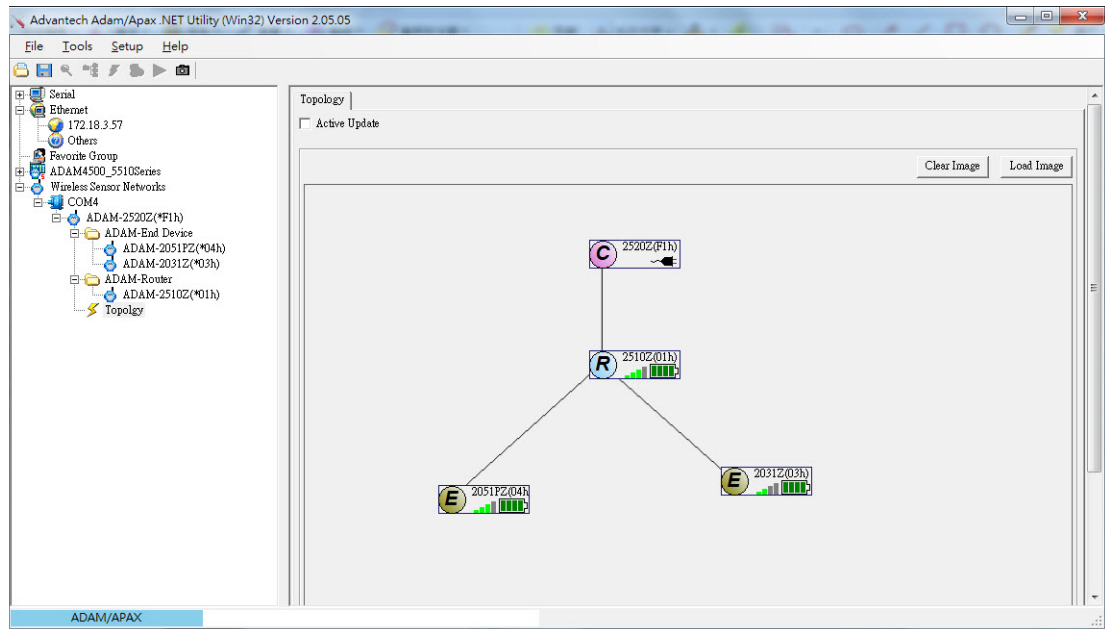 Advantech Adam/Apax .NET Utility (Win32) Version 2.05.05
File Tools Setup Help
Serial
Ethernet
172.18.3.57
Others
Favorite Group
ADAM4500_5510Series
Wireless Sensor Networks
COM4
ADAM-2520Z(*F1h)
ADAM-End Device
ADAM-2051PZ(*04h)
ADAM-2031Z(*03h)
ADAM-Router
ADAM-2510Z(*01h)
Topolgy
Topology
Active Update
Clear Image Load Image
C 2520Z(F1h)
R 2510Z(01h)
E 2051PZ(04h
E 2031Z(03h)
ADAM/APAX